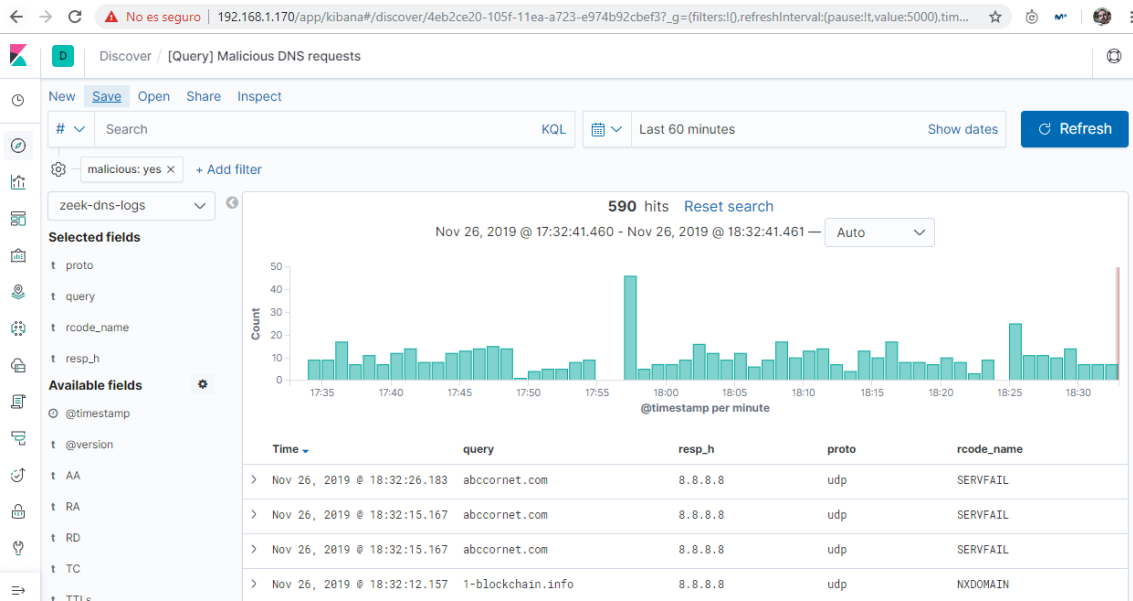 No es seguro 192.168.1.170/app/kibana#/discover/4eb2ce20-105f-11ea-a723-e974b92cbef3?_g=(filters:!(),refreshInterval:(pause:!t,value:5000),tim...
D Discover / [Query] Malicious DNS requests
New Save Open Share Inspect
# Search KQL Last 60 minutes Show dates Refresh
malicious: yes × + Add filter
zeek-dns-logs
590 hits Reset search
Nov 26, 2019 @ 17:32:41.460 - Nov 26, 2019 @ 18:32:41.461 — Auto
Selected fields
t proto
t query
t rcode_name
t resp_h
Available fields
@timestamp
t @version
t AA
t RA
t RD
t TC
t TTLs
Count
50
40
30
20
10
0
17:35 17:40 17:45 17:50 17:55 18:00 18:05 18:10 18:15 18:20 18:25 18:30
@timestamp per minute
Time query resp_h proto rcode_name
Nov 26, 2019 @ 18:32:26.183 abccornet.com 8.8.8.8 udp SERVFAIL
Nov 26, 2019 @ 18:32:15.167 abccornet.com 8.8.8.8 udp SERVFAIL
Nov 26, 2019 @ 18:32:15.167 abccornet.com 8.8.8.8 udp SERVFAIL
Nov 26, 2019 @ 18:32:12.157 1-blockchain.info 8.8.8.8 udp NXDOMAIN